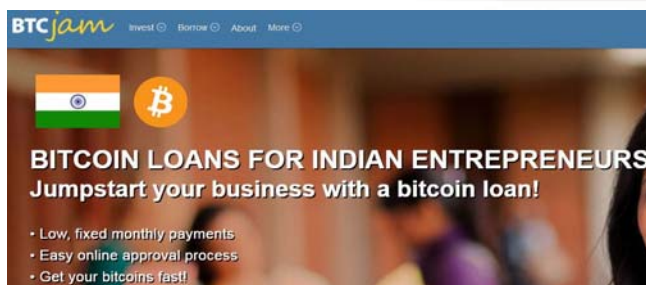 BTCjam Invest Borrow About More
BITCOIN LOANS FOR INDIAN ENTREPRENEURS
Jumpstart your business with a bitcoin loan!
• Low, fixed monthly payments
• Easy online approval process
• Get your bitcoins fast!